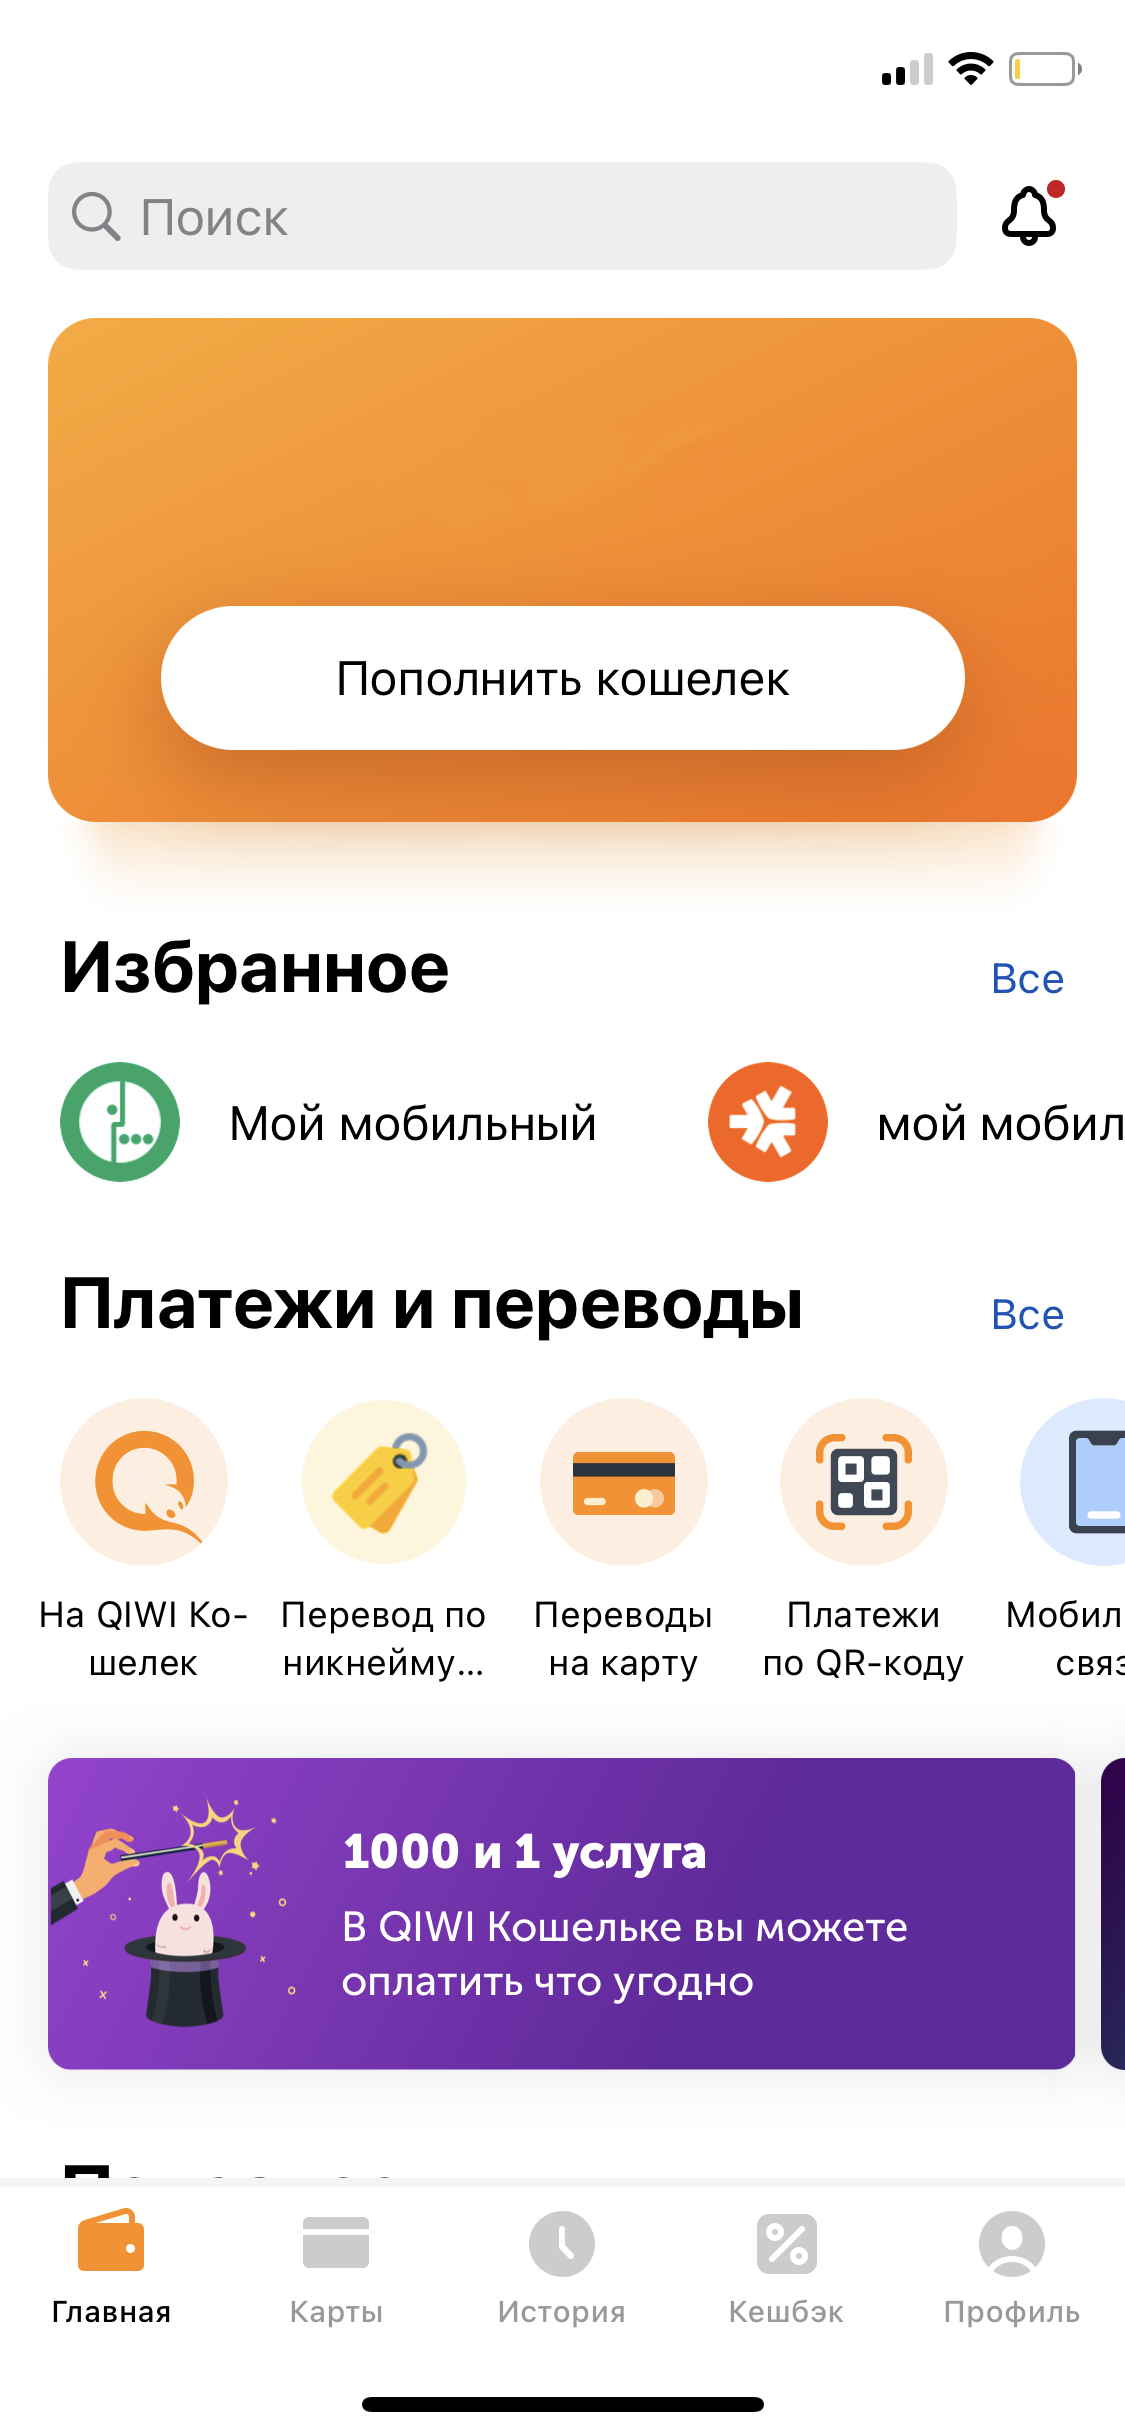 Поиск
Пополнить кошелек
Избранное
Все
Мой мобильный
мой мобил
Платежи и переводы
Все
На QIWI Ко-
шелек
Перевод по
никнейму...
Переводы
на карту
Платежи
по QR-коду
Мобил
связ
1000 и 1 услуга
В QIWI Кошельке вы можете
оплатить что угодно
Главная
Карты
История
Кешбэк
Профиль